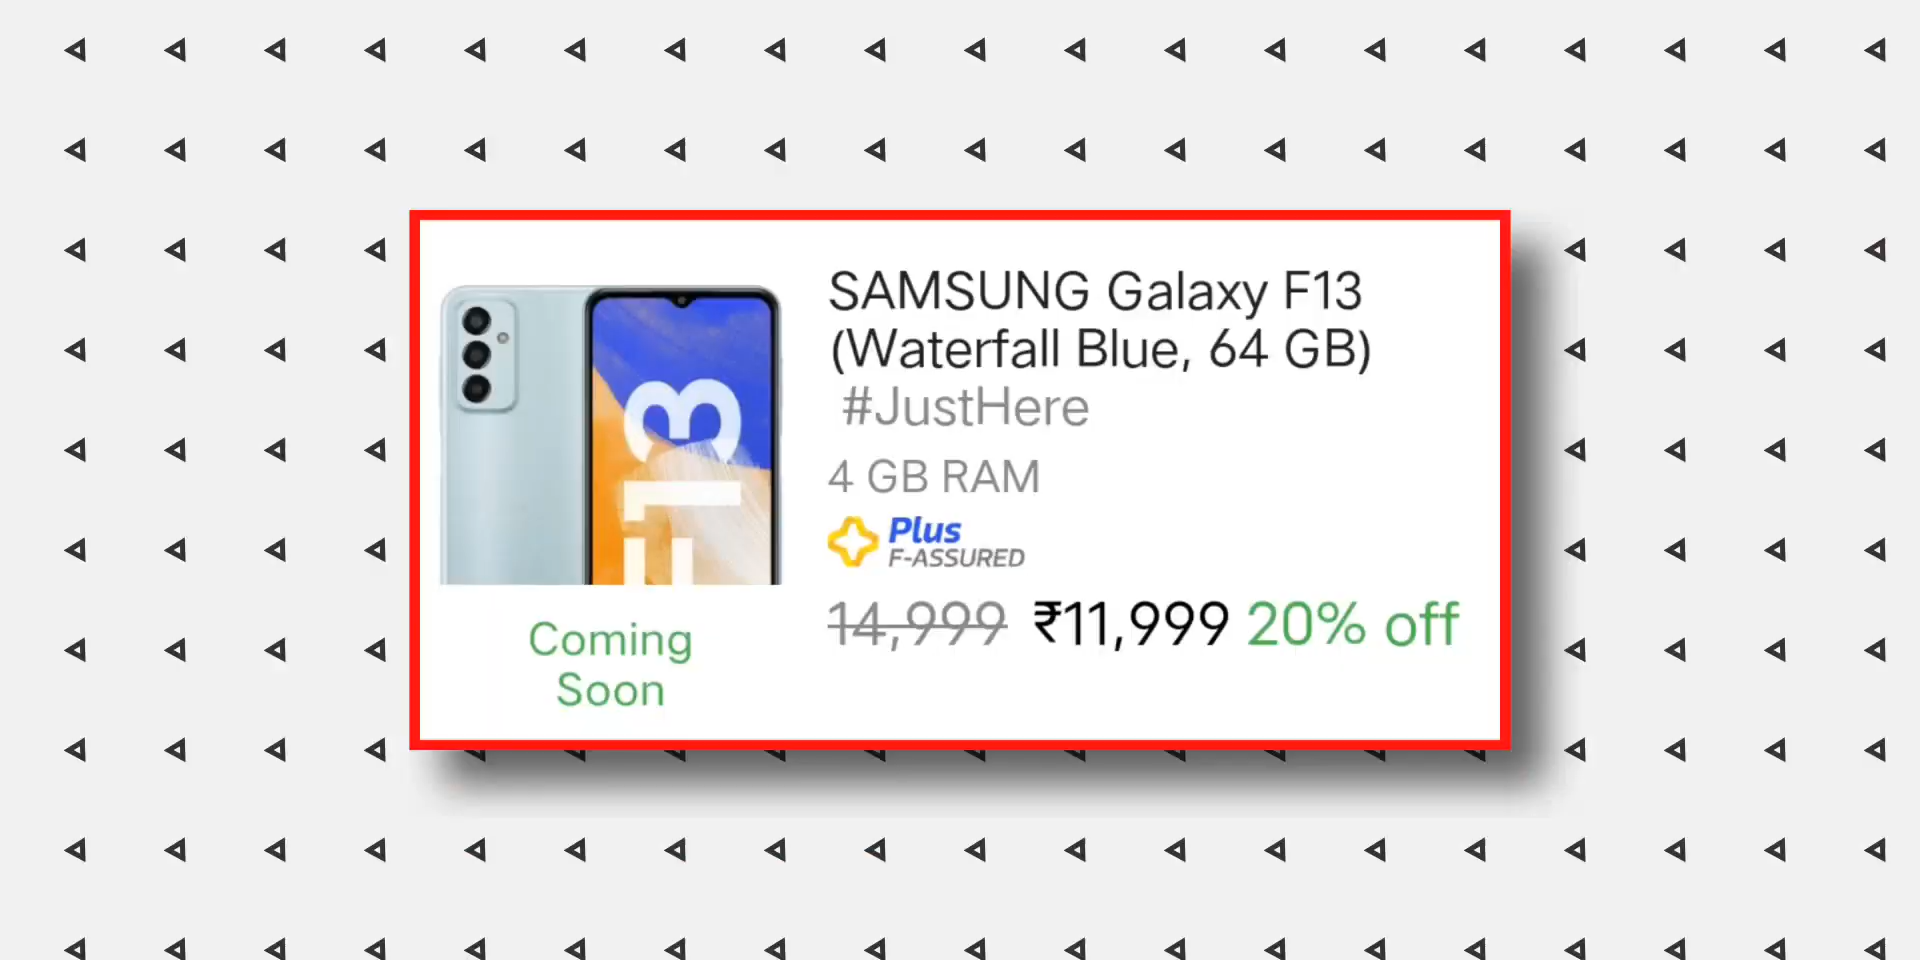 SAMSUNG Galaxy F13
(Waterfall Blue, 64 GB)
#JustHere
4 GB RAM
Plus
F-ASSURED
14,999 ₹11,999 20% off
F13
Coming
Soon